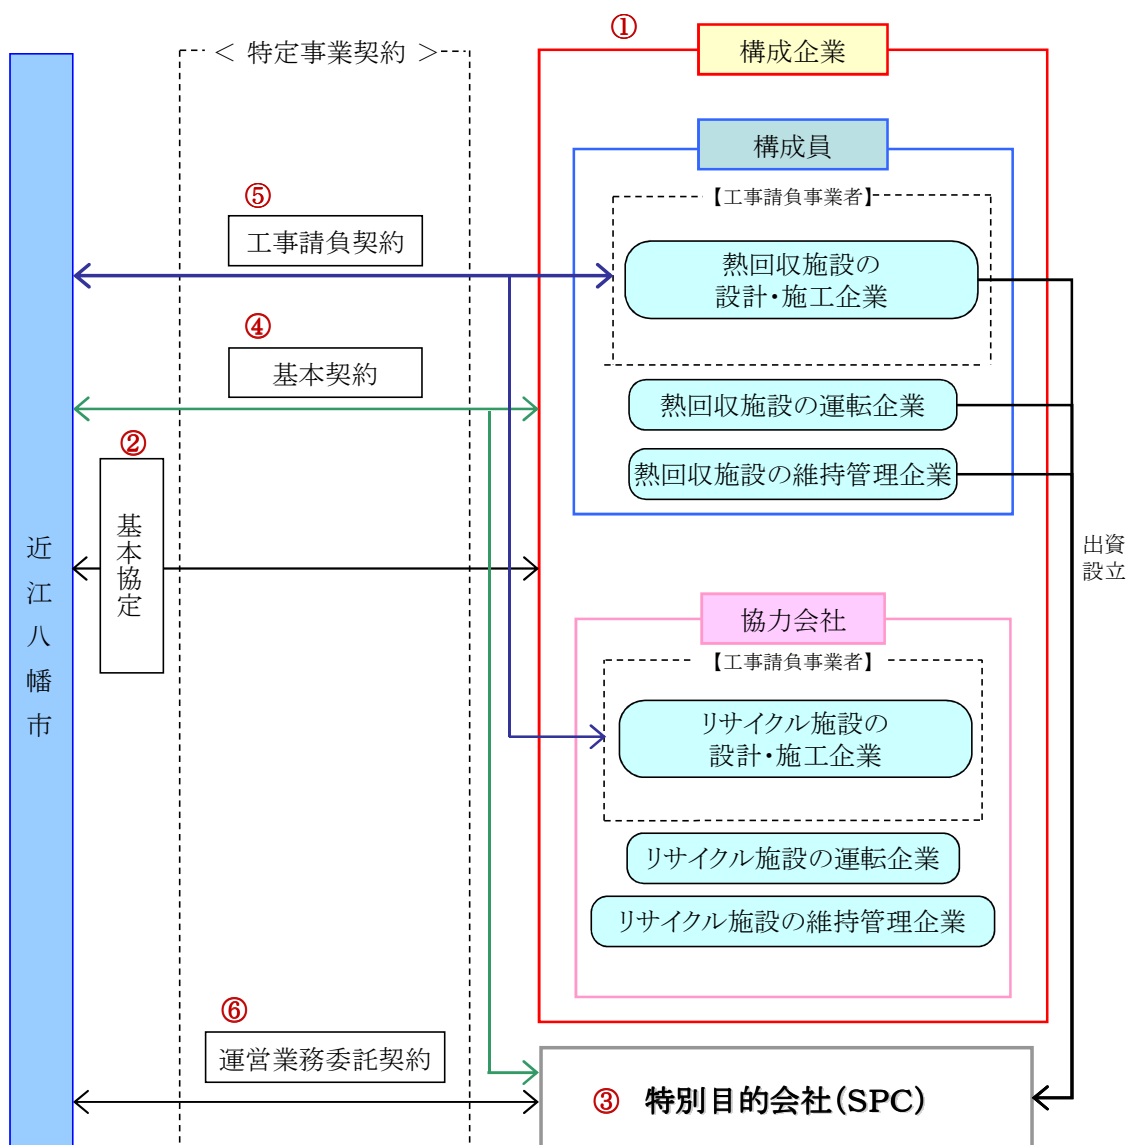 ①
構成企業
< 特定事業契約 >
構成員
⑤
【工事請負事業者】
工事請負契約
熱回収施設の
設計・施工企業
④
基本契約
熱回収施設の運転企業
②
熱回収施設の維持管理企業
基本協定
近江八幡市
出資
設立
協力会社
【工事請負事業者】
リサイクル施設の
設計・施工企業
リサイクル施設の運転企業
リサイクル施設の維持管理企業
⑥
運営業務委託契約
③ 特別目的会社(SPC)